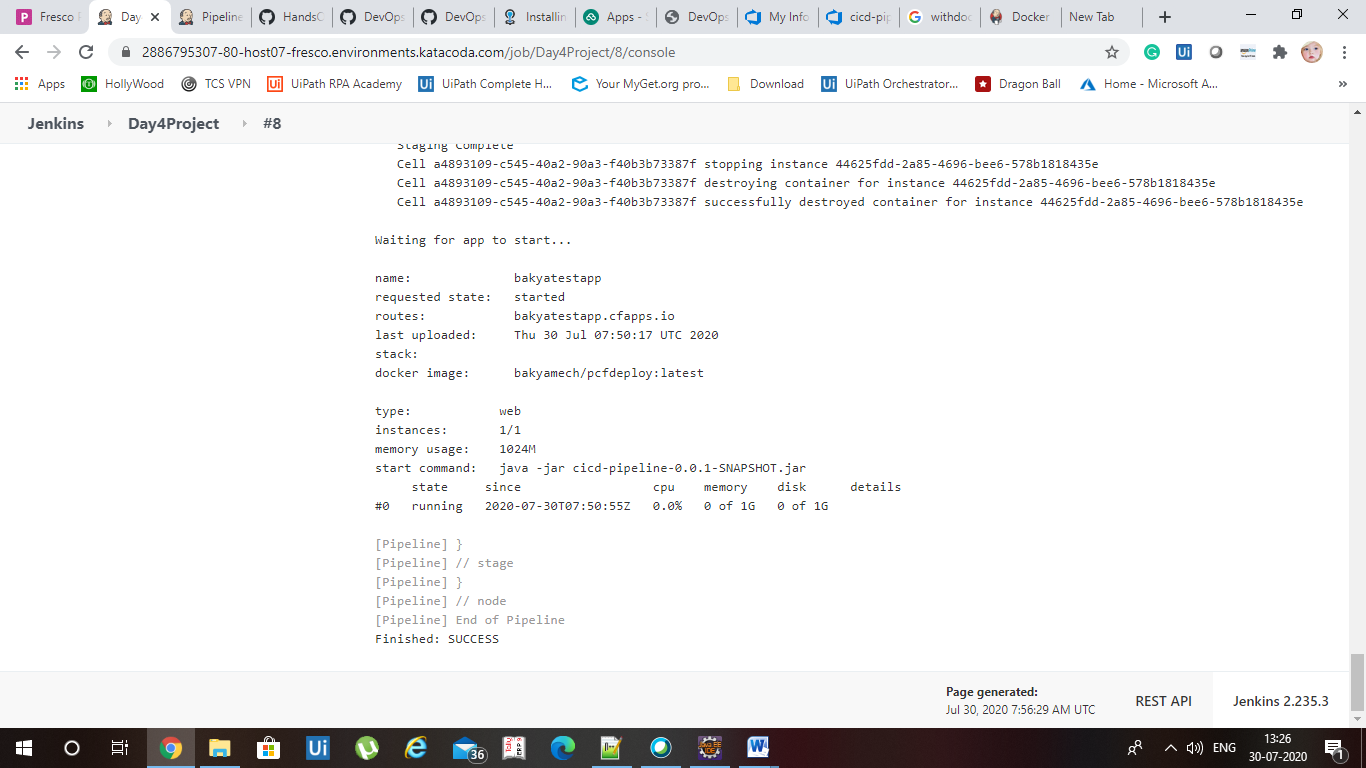 Fresco
Day
Pipeline
HandsO
DevOps
DevOps
Installin
Apps -
DevOps
My Info
cicd-pip
withdoc
Docker
New Tab
2886795307-80-host07-fresco.environments.katacoda.com/job/Day4Project/8/console
Apps
HollyWood
TCS VPN
UiPath RPA Academy
UiPath Complete H...
Your MyGet.org pro...
Download
UiPath Orchestrator...
Dragon Ball
Home - Microsoft A...
»
Jenkins
Day4Project
#8
Staging Complete
Cell a4893109-c545-40a2-90a3-f40b3b73387f stopping instance 44625fdd-2a85-4696-bee6-578b1818435e
Cell a4893109-c545-40a2-90a3-f40b3b73387f destroying container for instance 44625fdd-2a85-4696-bee6-578b1818435e
Cell a4893109-c545-40a2-90a3-f40b3b73387f successfully destroyed container for instance 44625fdd-2a85-4696-bee6-578b1818435e
Waiting for app to start...
name: bakyatestapp
requested state: started
routes: bakyatestapp.cfapps.io
last uploaded: Thu 30 Jul 07:50:17 UTC 2020
stack:
docker image: bakyamech/pcfdeploy:latest
type: web
instances: 1/1
memory usage: 1024M
start command: java -jar cicd-pipeline-0.0.1-SNAPSHOT.jar
state since cpu memory disk details
#0 running 2020-07-30T07:50:55Z 0.0% 0 of 1G 0 of 1G
[Pipeline] }
[Pipeline] // stage
[Pipeline] }
[Pipeline] // node
[Pipeline] End of Pipeline
Finished: SUCCESS
Page generated:
Jul 30, 2020 7:56:29 AM UTC
REST API
Jenkins 2.235.3
36
ENG
13:26
30-07-2020
1